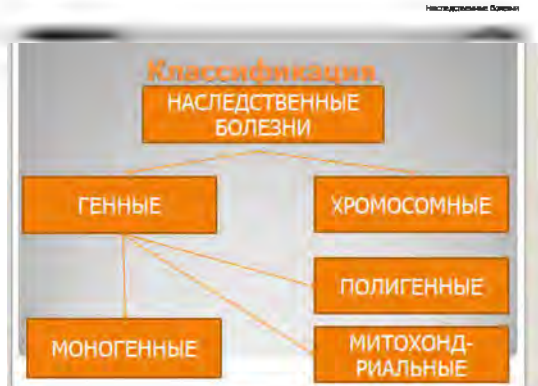 Наследственные болезни
Классификация
НАСЛЕДСТВЕННЫЕ
БОЛЕЗНИ
ГЕННЫЕ
ХРОМОСОМНЫЕ
ПОЛИГЕННЫЕ
МОНОГЕННЫЕ
МИТОХОНД-
РИАЛЬНЫЕ